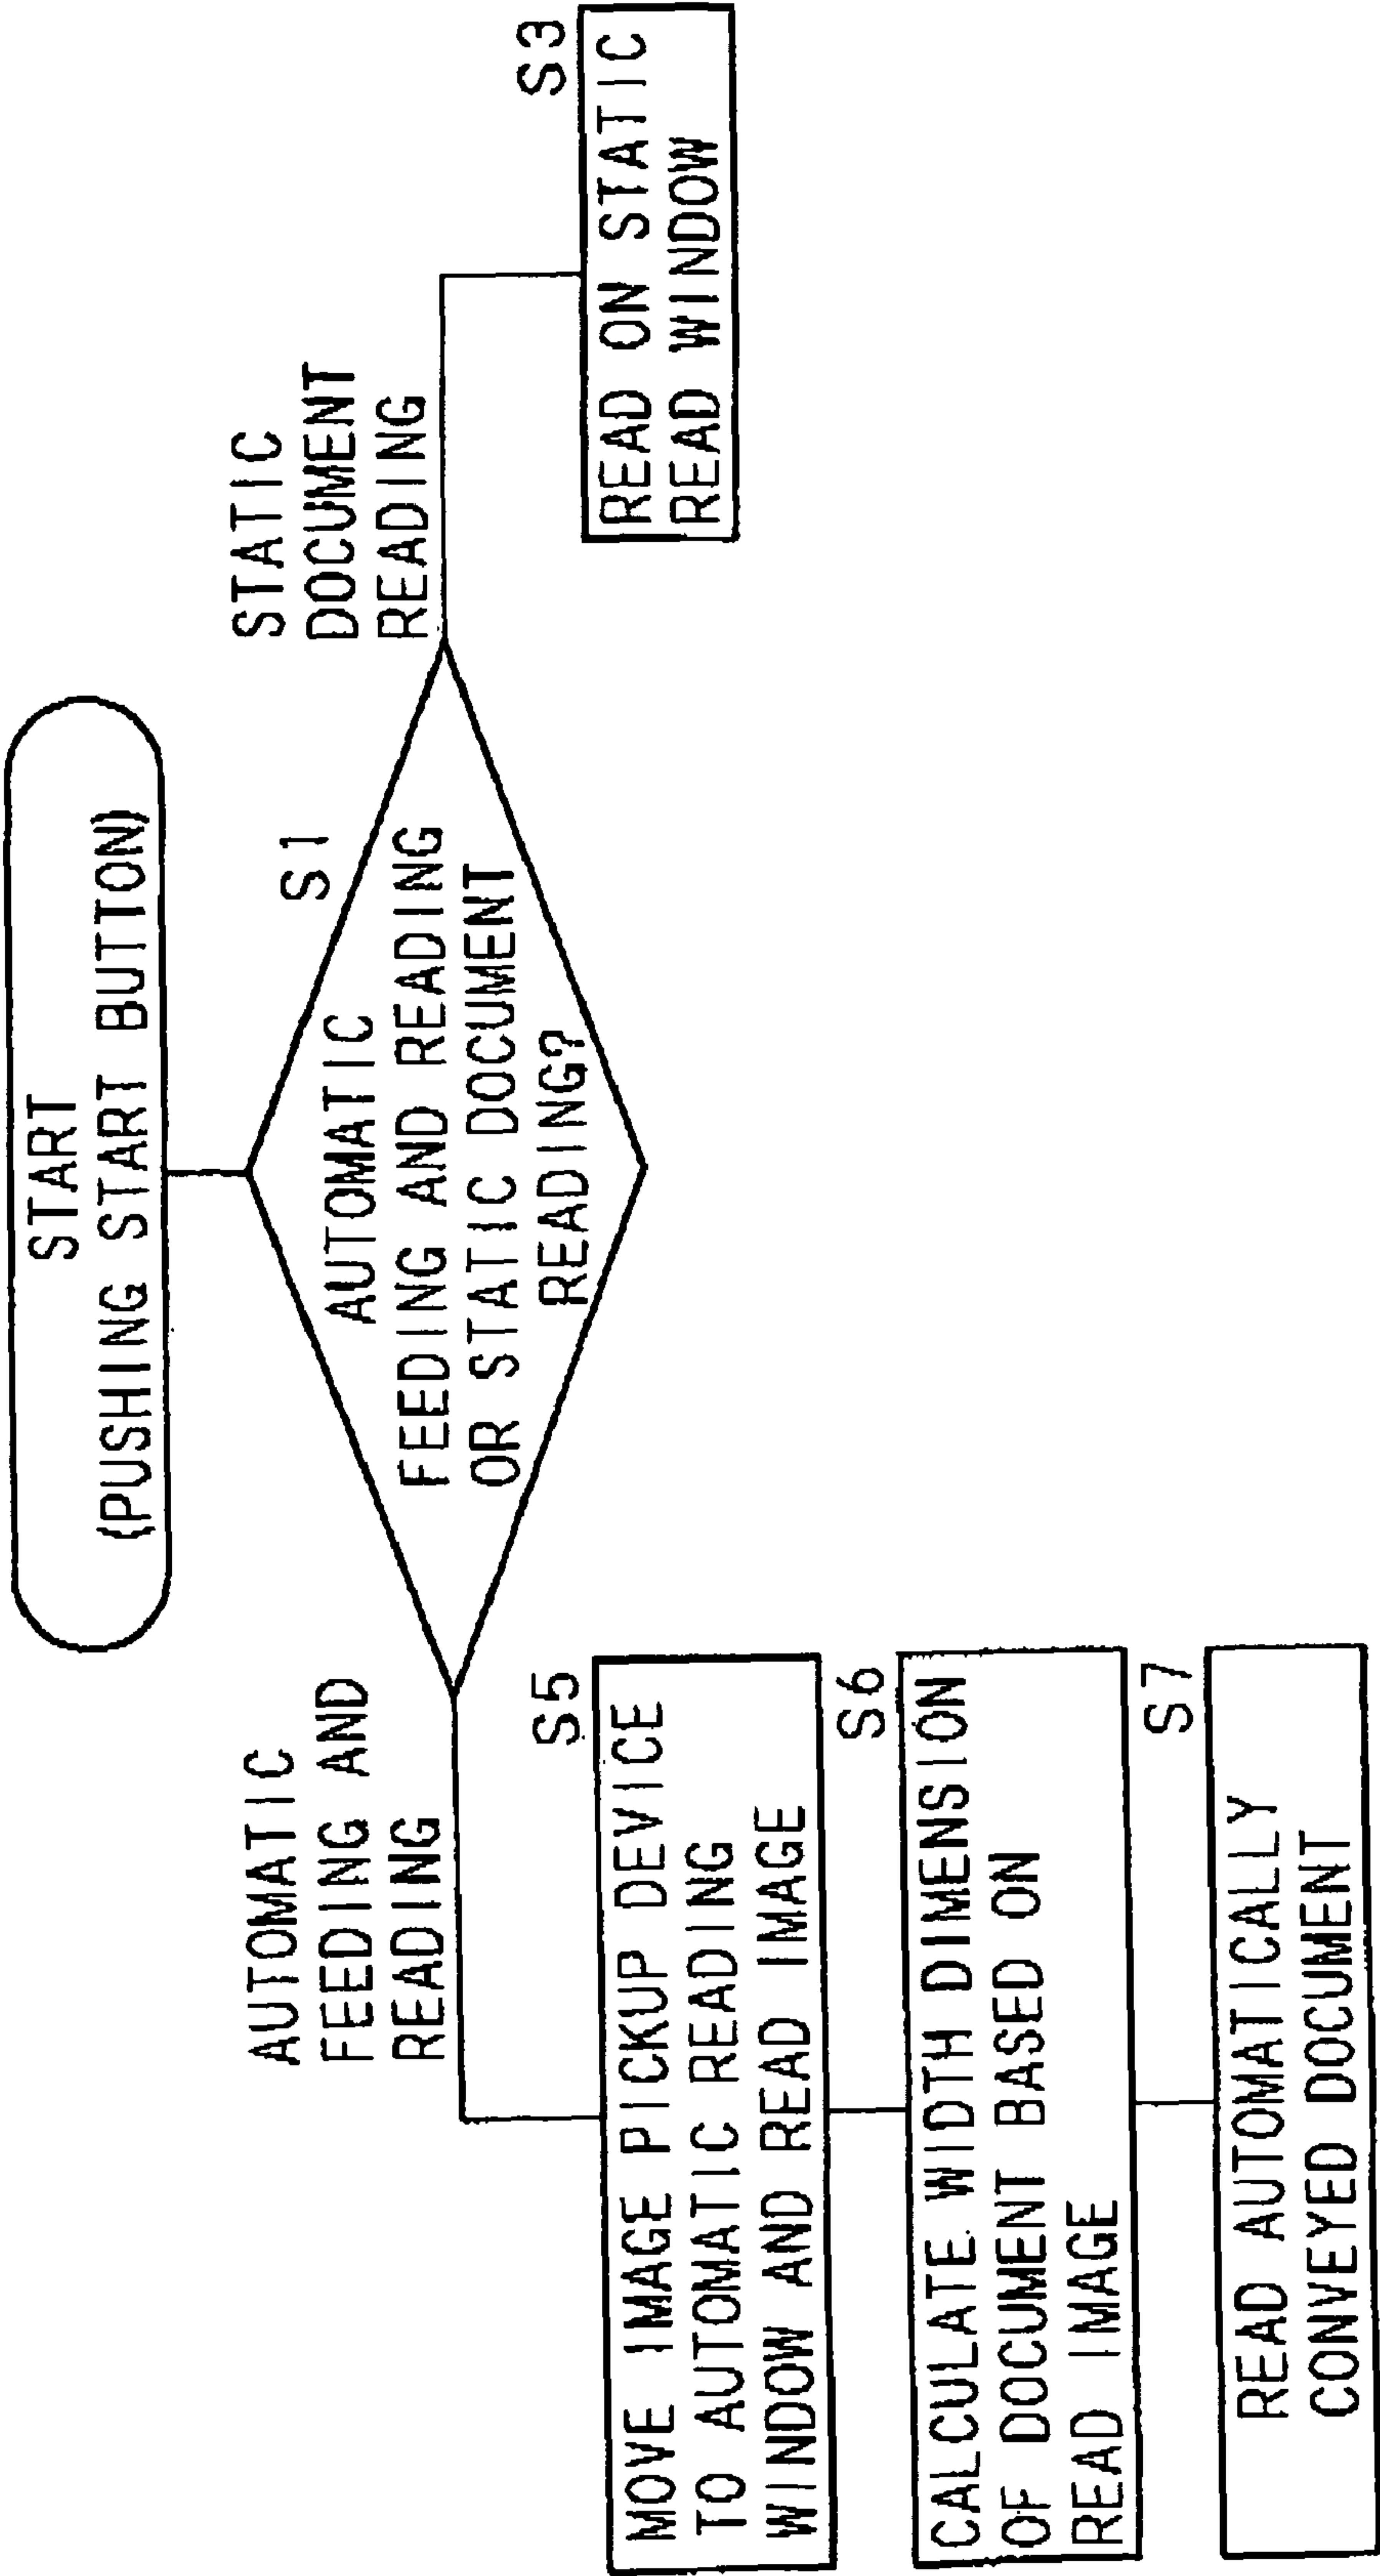 START
(PUSHING START BUTTON)
S1
AUTOMATIC
FEEDING AND READING
OR STATIC DOCUMENT
READING?
AUTOMATIC
FEEDING AND
READING
STATIC
DOCUMENT
READING
S5
MOVE IMAGE PICKUP DEVICE
TO AUTOMATIC READING
WINDOW AND READ IMAGE
S6
CALCULATE WIDTH DIMENSION
OF DOCUMENT BASED ON
READ IMAGE
S7
READ AUTOMATICALLY
CONVEYED DOCUMENT
S3
READ ON STATIC
READ WINDOW